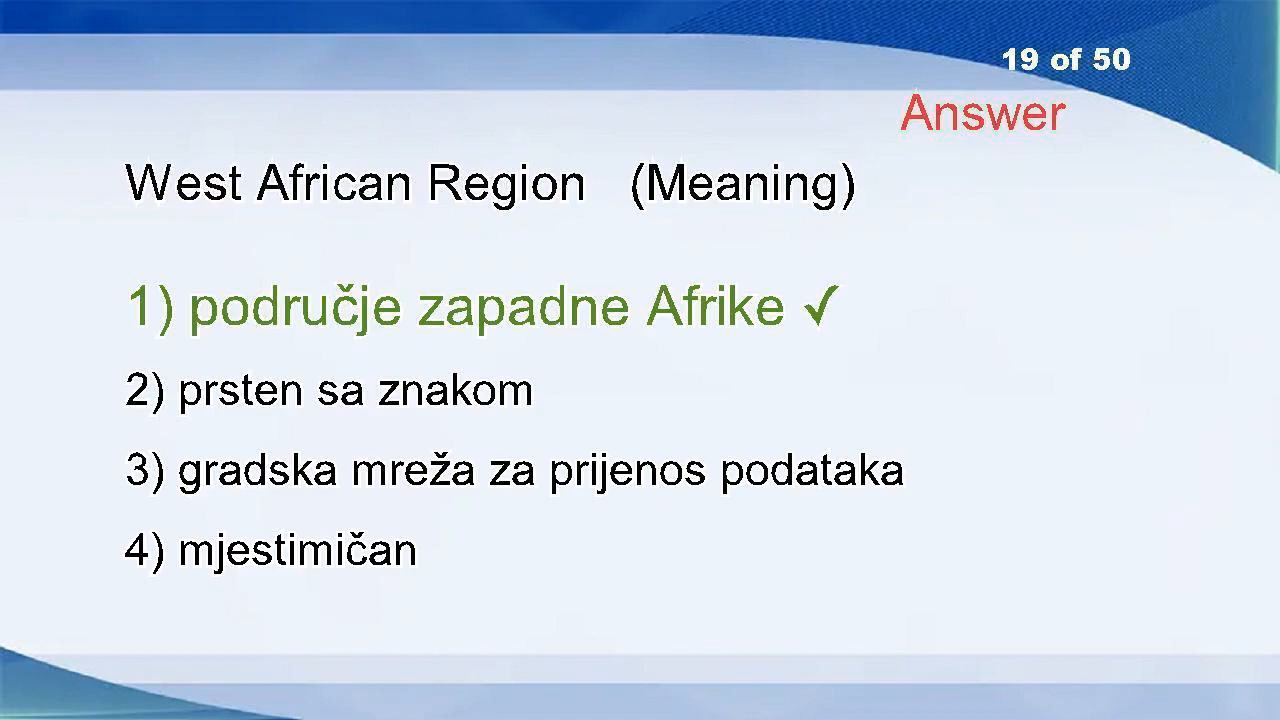 19 of 50
Answer
West African Region (Meaning)
1) područje zapadne Afrike ✓
2) prsten sa znakom
3) gradska mreža za prijenos podataka
4) mjestimičan